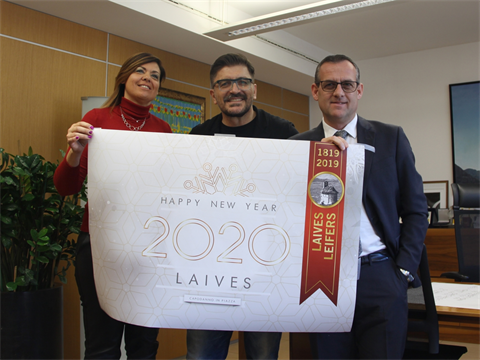 HAPPY NEW YEAR
2020
LAIVES
1819
2019
LAIVES
LEIFERS